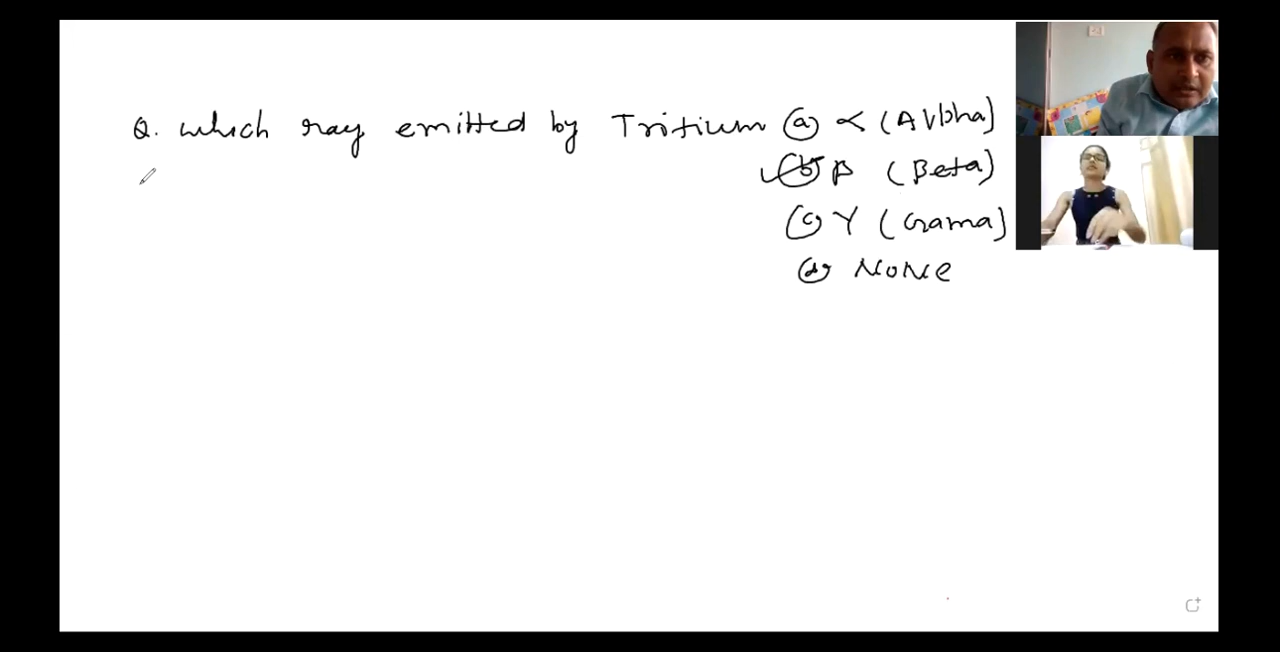 Q. which ray emitted by Tritium (a) α (Alpha)
(b) β (Beta)
(c) γ (Gama)
(d) NoNe